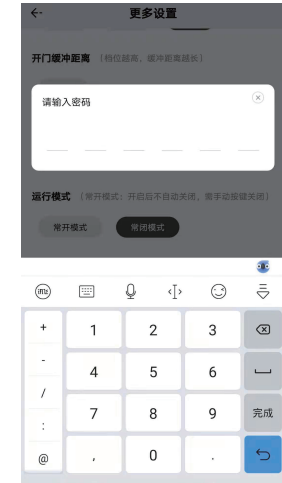 更多设置
开门缓冲距离 (档位越高，缓冲距离越长)
请输入密码
运行模式 (常开模式：开启后不自动关闭，需手动按键关闭)
常开模式 常闭模式
+ 1 2 3
- 4 5 6
/ 7 8 9 完成
:
@ , 0 .